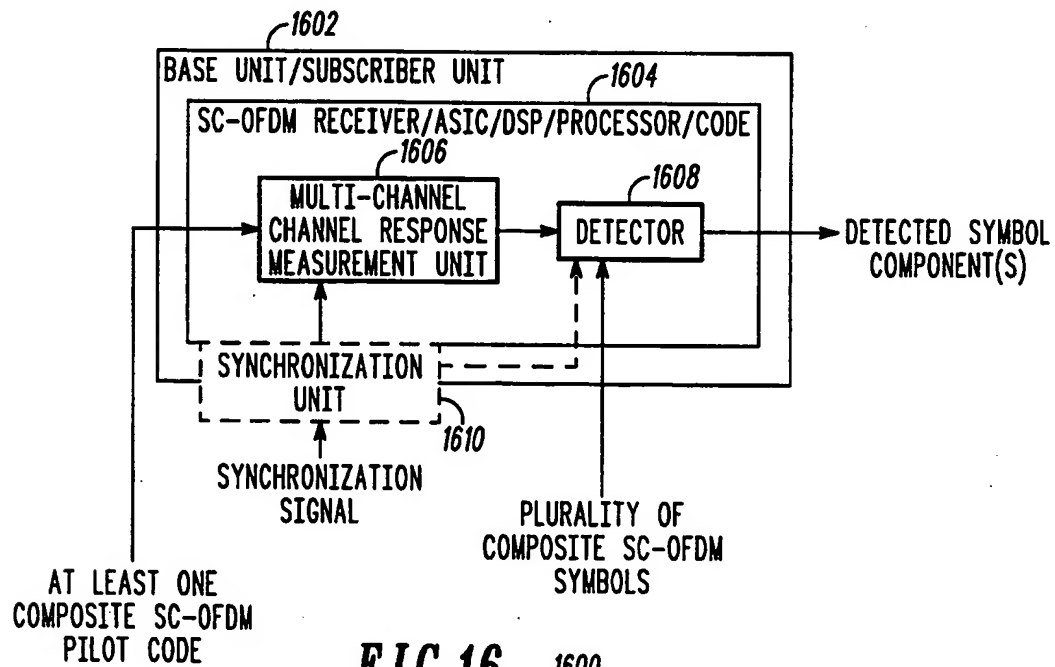 1602
BASE UNIT/SUBSCRIBER UNIT
1604
SC-OFDM RECEIVER/ASIC/DSP/PROCESSOR/CODE
1606
MULTI-CHANNEL
CHANNEL RESPONSE
MEASUREMENT UNIT
1608
DETECTOR
DETECTED SYMBOL
COMPONENT(S)
SYNCHRONIZATION
UNIT
1610
SYNCHRONIZATION
SIGNAL
PLURALITY OF
COMPOSITE SC-OFDM
SYMBOLS
AT LEAST ONE
COMPOSITE SC-OFDM
PILOT CODE
FIG.16
1600